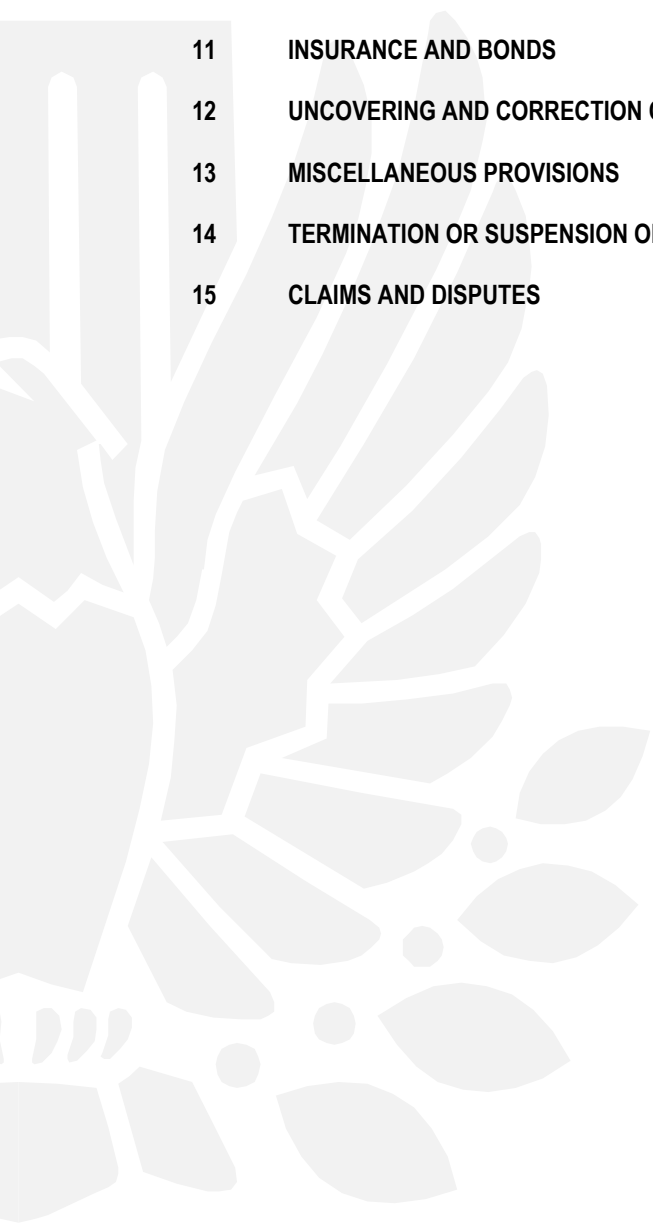 11 INSURANCE AND BONDS
12 UNCOVERING AND CORRECTION
13 MISCELLANEOUS PROVISIONS
14 TERMINATION OR SUSPENSION
15 CLAIMS AND DISPUTES